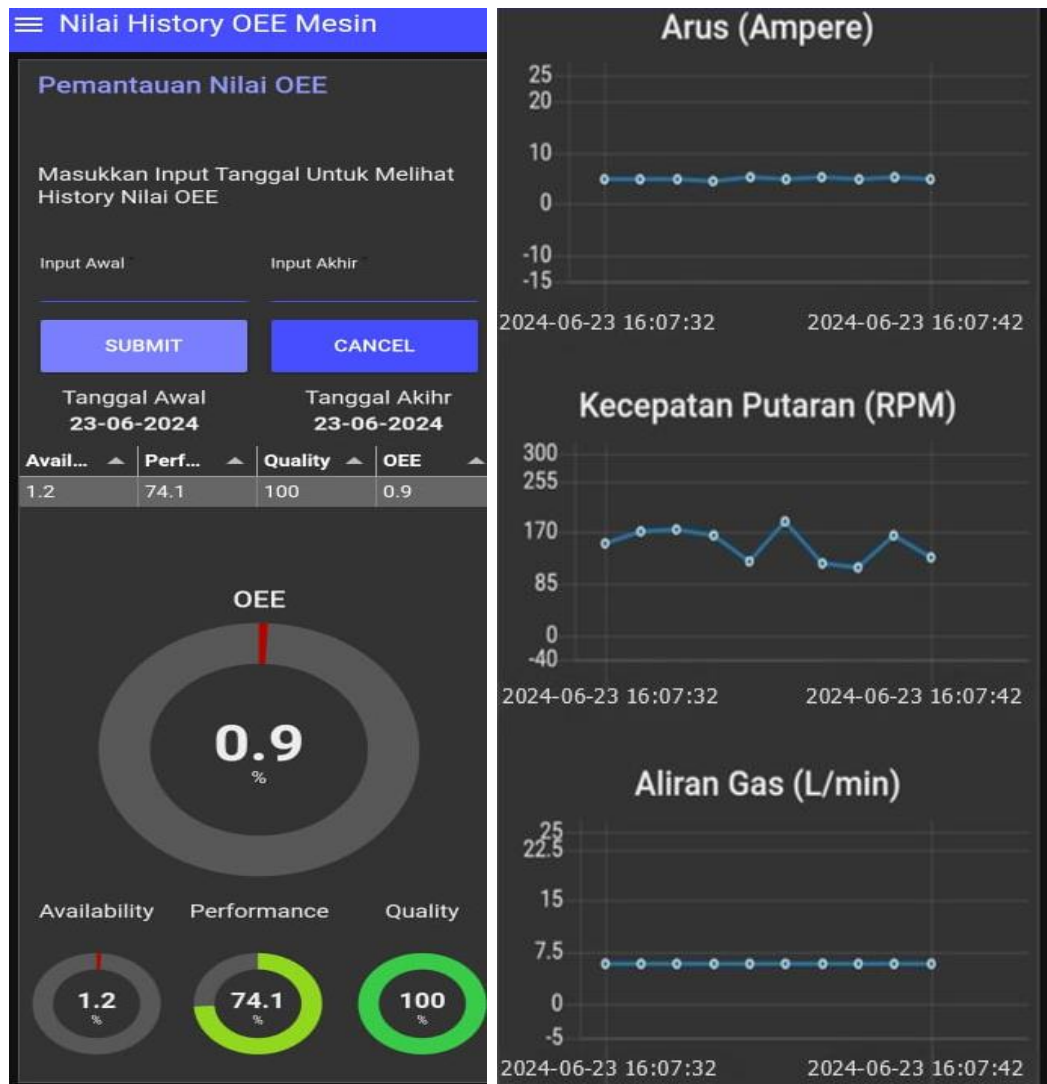 Nilai History OEE Mesin
Pemantauan Nilai OEE
Masukkan Input Tanggal Untuk Melihat
History Nilai OEE
Input Awal
Input Akhir
SUBMIT
CANCEL
Tanggal Awal
23-06-2024
Tanggal Akihr
23-06-2024
Avail... Perf... Quality OEE
1.2 74.1 100 0.9
OEE
0.9
%
Availability
Performance
Quality
1.2
%
74.1
%
100
%
Arus (Ampere)
25
20
10
0
-10
-15
2024-06-23 16:07:32
2024-06-23 16:07:42
Kecepatan Putaran (RPM)
300
255
170
85
0
-40
2024-06-23 16:07:32
2024-06-23 16:07:42
Aliran Gas (L/min)
25
22.5
15
7.5
0
-5
2024-06-23 16:07:32
2024-06-23 16:07:42